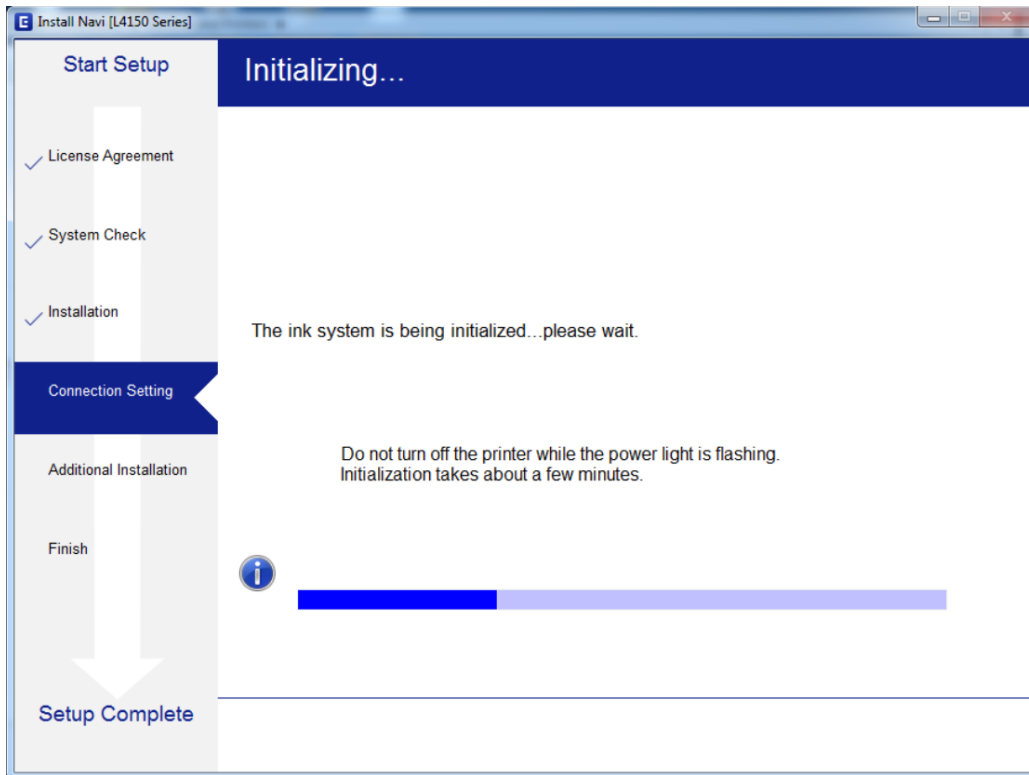 Install Navi [L4150 Series]
Start Setup
Initializing...
License Agreement
System Check
Installation
The ink system is being initialized...please wait.
Connection Setting
Do not turn off the printer while the power light is flashing.
Initialization takes about a few minutes.
Additional Installation
Finish
Setup Complete